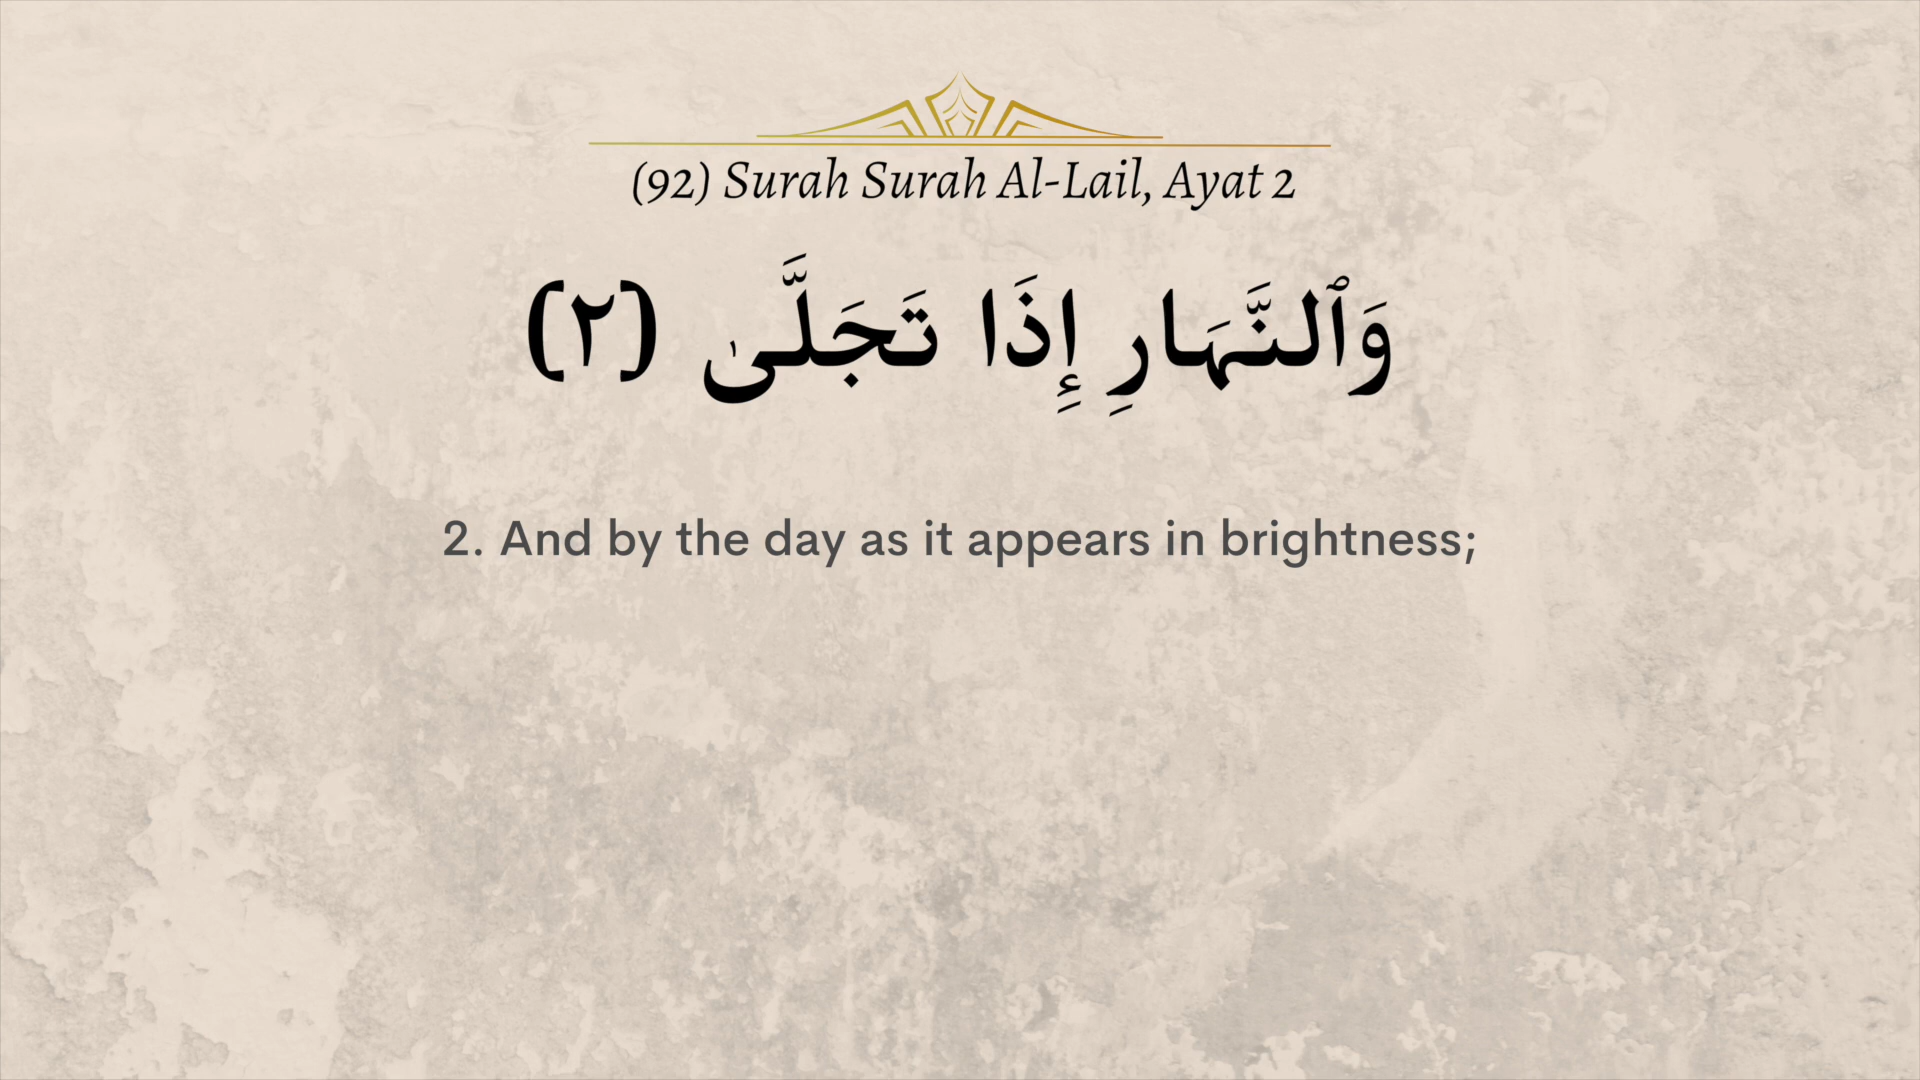 (92) Surah Surah Al-Lail, Ayat 2
وَٱلنَّهَارِ إِذَا تَجَلَّىٰ (٢)
2. And by the day as it appears in brightness;